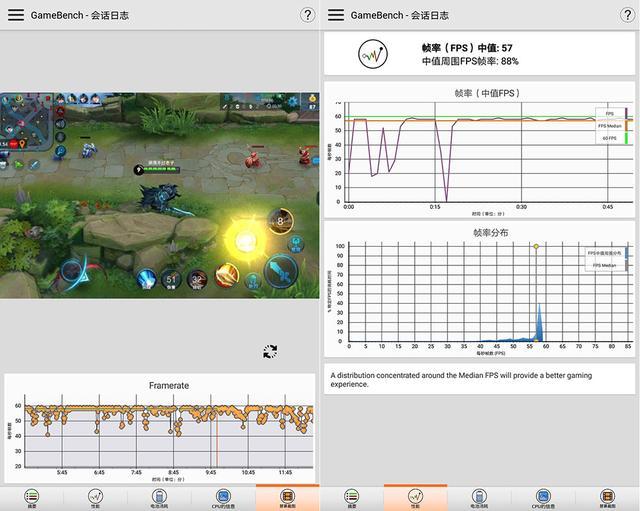 GameBench - 会话日志
?
8
51
32
Framerate
60
50
40
30
20
5:45
6:45
7:45
8:45
9:45
10:45
11:45
时间（单位：分）
摘要
性能
电池消耗
CPU的信息
屏幕截图
GameBench - 会话日志
?
帧率（FPS）中值: 57
中值周围FPS帧率: 88%
帧率（中值FPS）
70
60
50
40
30
20
10
0
0:00
0:15
0:30
0:45
时间（单位：分）
FPS
FPS Median
60 FPS
帧率分布
100
90
80
70
60
50
40
30
20
10
0
0 5 10 15 20 25 30 35 40 45 50 55 60 65 70 75 80 85
每秒帧数 (FPS)
FPS中值周围分布
FPS Median
A distribution concentrated around the Median FPS will provide a better gaming
experience.
摘要
性能
电池消耗
CPU的信息
屏幕截图